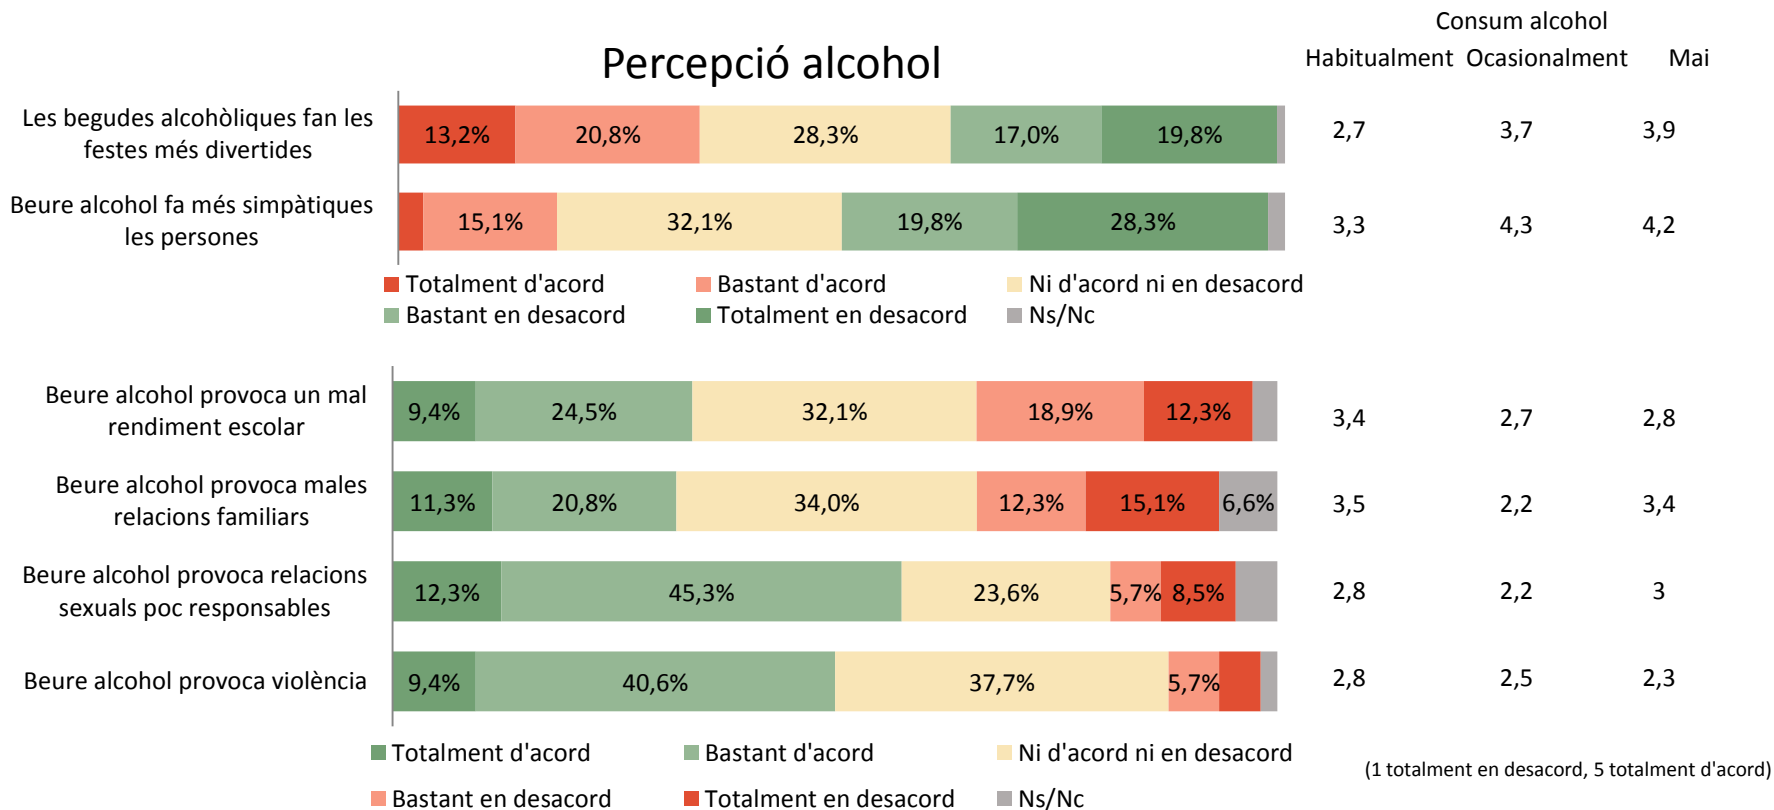 Consum alcohol
Percepció alcohol
Habitualment Ocasionalment Mai
Les begudes alcohòliques fan les
festes més divertides
13,2% 20,8% 28,3% 17,0% 19,8%
2,7 3,7 3,9
Beure alcohol fa més simpàtiques
les persones
15,1% 32,1% 19,8% 28,3%
3,3 4,3 4,2
Totalment d'acord Bastant d'acord Ni d'acord ni en desacord
Bastant en desacord Totalment en desacord Ns/Nc
Beure alcohol provoca un mal
rendiment escolar
9,4% 24,5% 32,1% 18,9% 12,3%
3,4 2,7 2,8
Beure alcohol provoca males
relacions familiars
11,3% 20,8% 34,0% 12,3% 15,1% 6,6%
3,5 2,2 3,4
Beure alcohol provoca relacions
sexuals poc responsables
12,3% 45,3% 23,6% 5,7% 8,5%
2,8 2,2 3
Beure alcohol provoca violència
9,4% 40,6% 37,7% 5,7%
2,8 2,5 2,3
Totalment d'acord Bastant d'acord Ni d'acord ni en desacord
Bastant en desacord Totalment en desacord Ns/Nc
(1 totalment en desacord, 5 totalment d'acord)